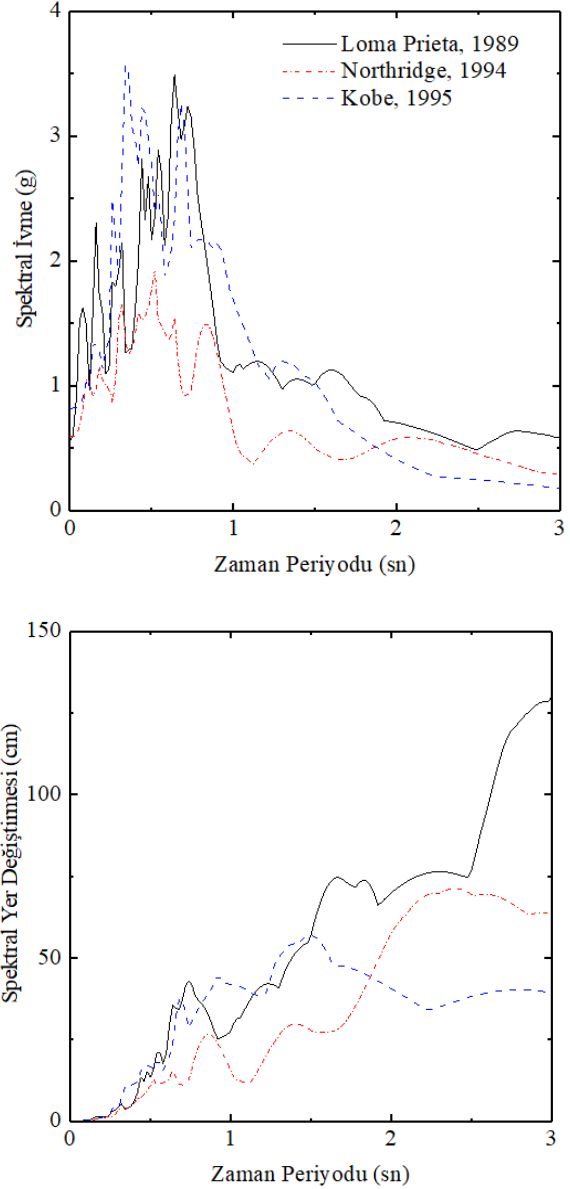 4
Loma Prieta, 1989
Northridge, 1994
Kobe, 1995
3
Spektral İvme (g)
2
1
0
0 1 2 3
Zaman Periyodu (sn)
150
Spektral Yer Değiştirmesi (cm)
100
50
0
0 1 2 3
Zaman Periyodu (sn)